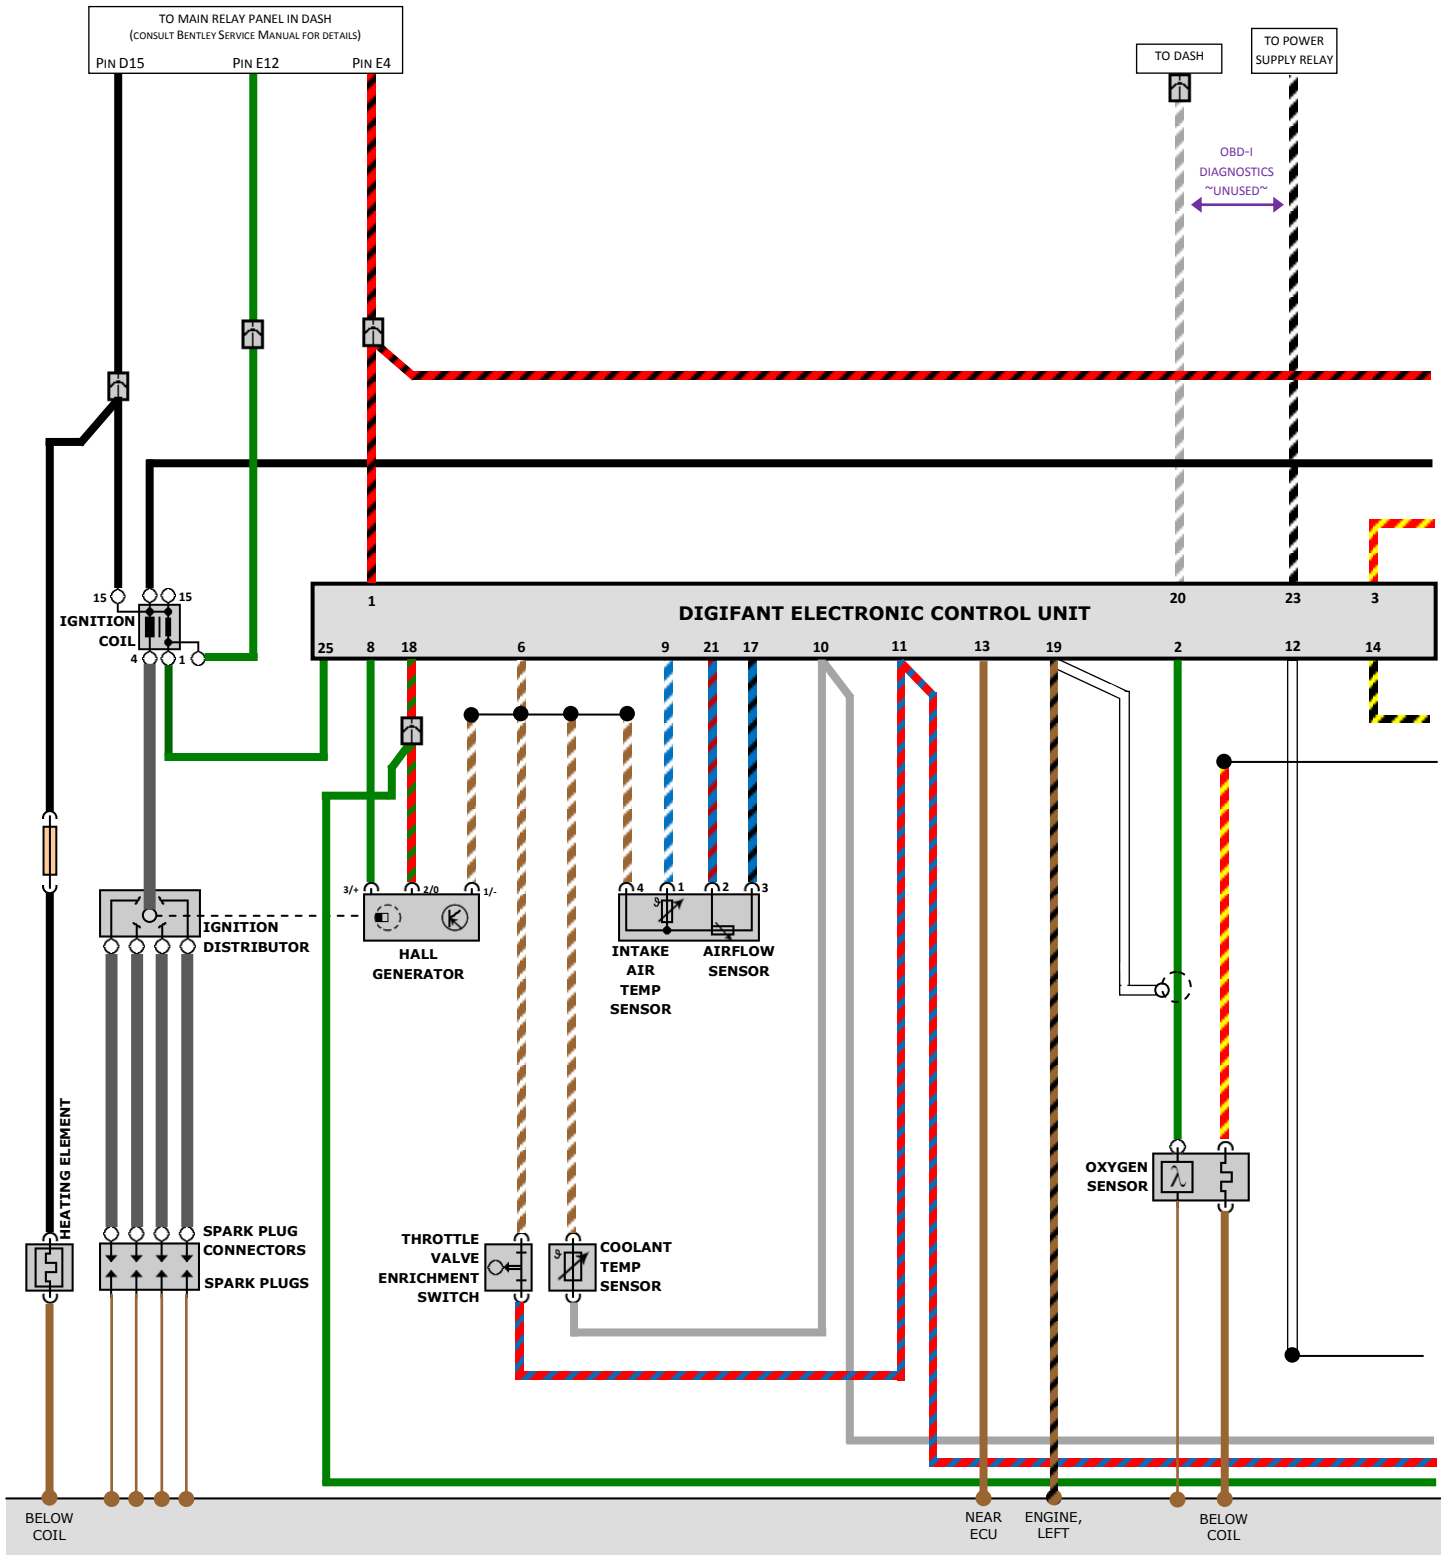 TO MAIN RELAY PANEL IN DASH
(CONSULT BENTLEY SERVICE MANUAL FOR DETAILS)
PIN D15 PIN E12 PIN E4
TO DASH
TO POWER
SUPPLY RELAY
OBD-I
DIAGNOSTICS
~UNUSED~
15 15
IGNITION
COIL
4 1
1 20 23 3
DIGIFANT ELECTRONIC CONTROL UNIT
25 8 18 6 9 21 17 10 11 13 19 2 12 14
3/+ 2/0 1/-
4 1 2 3
ϑ
IGNITION
DISTRIBUTOR
HALL
GENERATOR
INTAKE
AIR
TEMP
SENSOR
AIRFLOW
SENSOR
HEATING ELEMENT
OXYGEN
SENSOR
λ
SPARK PLUG
CONNECTORS
SPARK PLUGS
THROTTLE
VALVE
ENRICHMENT
SWITCH
ϑ
COOLANT
TEMP
SENSOR
BELOW
COIL
NEAR
ECU
ENGINE,
LEFT
BELOW
COIL